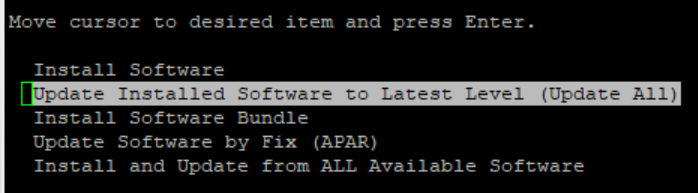 Move cursor to desired item and press Enter.
Install Software
Update Installed Software to Latest Level (Update All)
Install Software Bundle
Update Software by Fix (APAR)
Install and Update from ALL Available Software